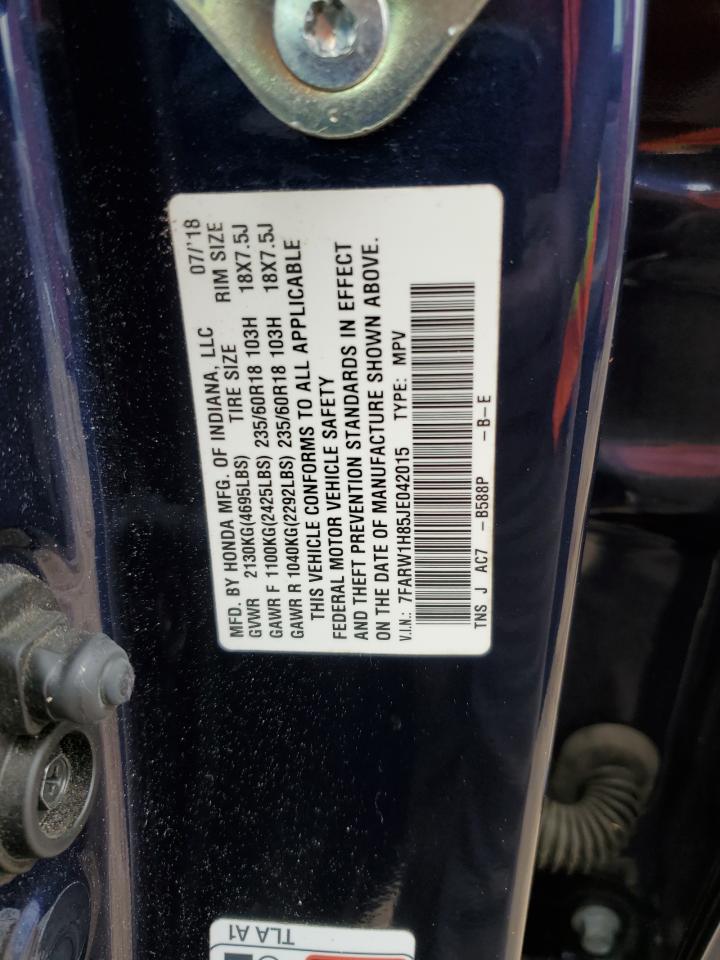 MFD. BY HONDA MFG. OF INDIANA, LLC 07/'18
GVWR 2130KG(4695LBS) TIRE SIZE RIM SIZE
GAWR F 1100KG(2425LBS) 235/60R18 103H 18X7.5J
GAWR R 1040KG(2292LBS) 235/60R18 103H 18X7.5J
THIS VEHICLE CONFORMS TO ALL APPLICABLE
FEDERAL MOTOR VEHICLE SAFETY
AND THEFT PREVENTION STANDARDS IN EFFECT
ON THE DATE OF MANUFACTURE SHOWN ABOVE.
V.I.N.: 7FARW1H85JE042015 TYPE: MPV
TNS J AC7 -B588P -B-E
TLA A1